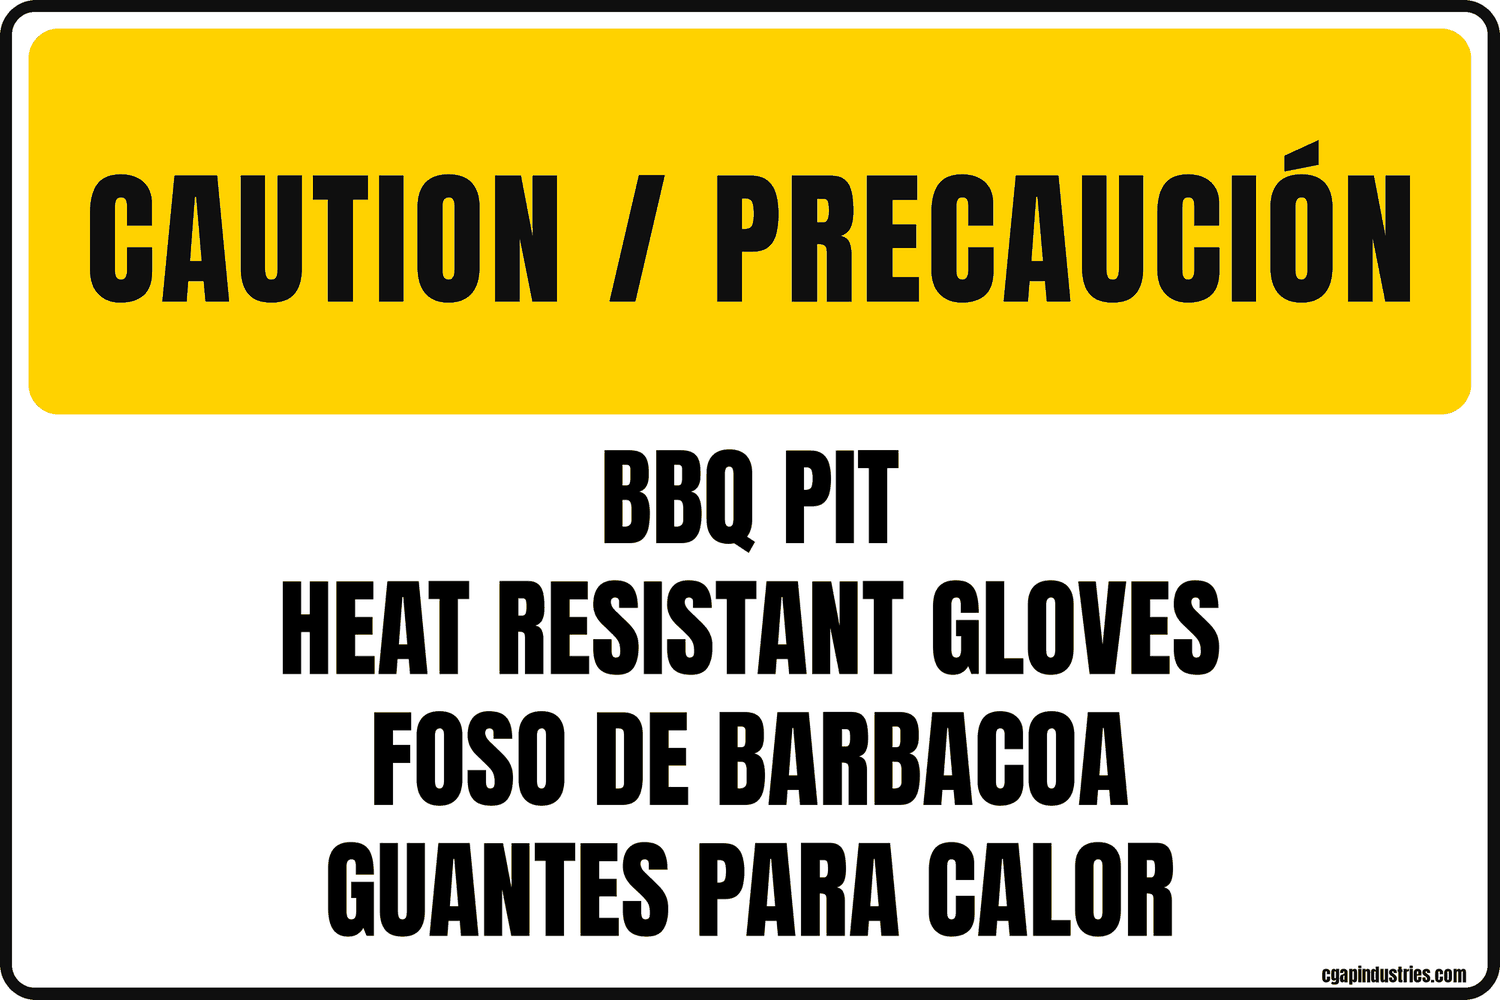 CAUTION / PRECAUCIÓN
BBQ PIT
HEAT RESISTANT GLOVES
FOSO DE BARBACOA
GUANTES PARA CALOR
cgapindustries.com